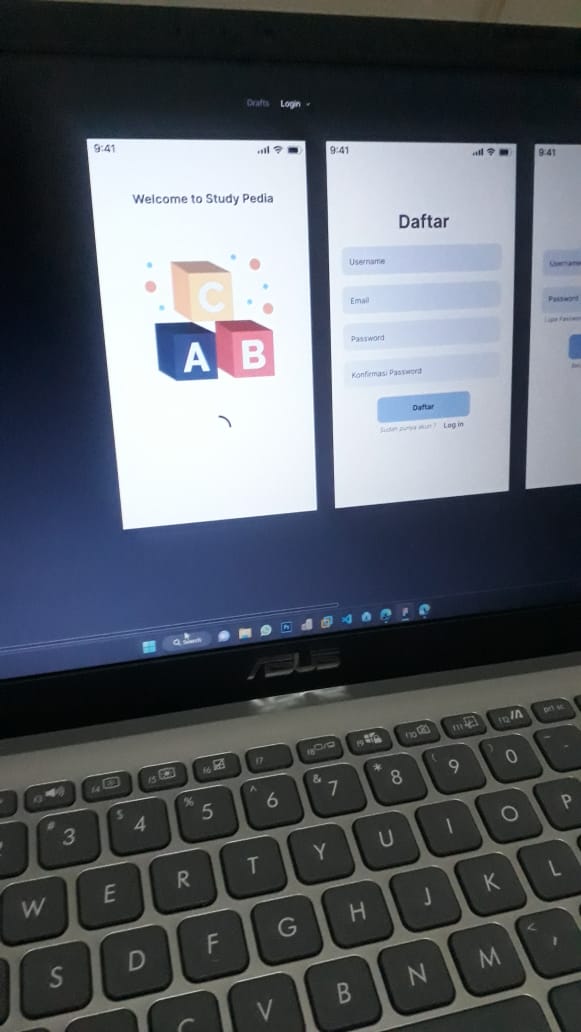 Drafts Login
9:41
Welcome to Study Pedia
C
A B
9:41
Daftar
Username
Email
Password
Konfirmasi Password
Daftar
Sudah punya akun ? Log in
9:41
Username
Password
Search
Ps
ASUS
f3 f4 f5 f6 f7 f8 f9 f10 f11 f12 prt sc
# 3 $ 4 % 5 ^ 6 & 7 * 8 ( 9 ) 0 _ -
W E R T Y U I O P
S D F G H J K L
C V B N M < ,